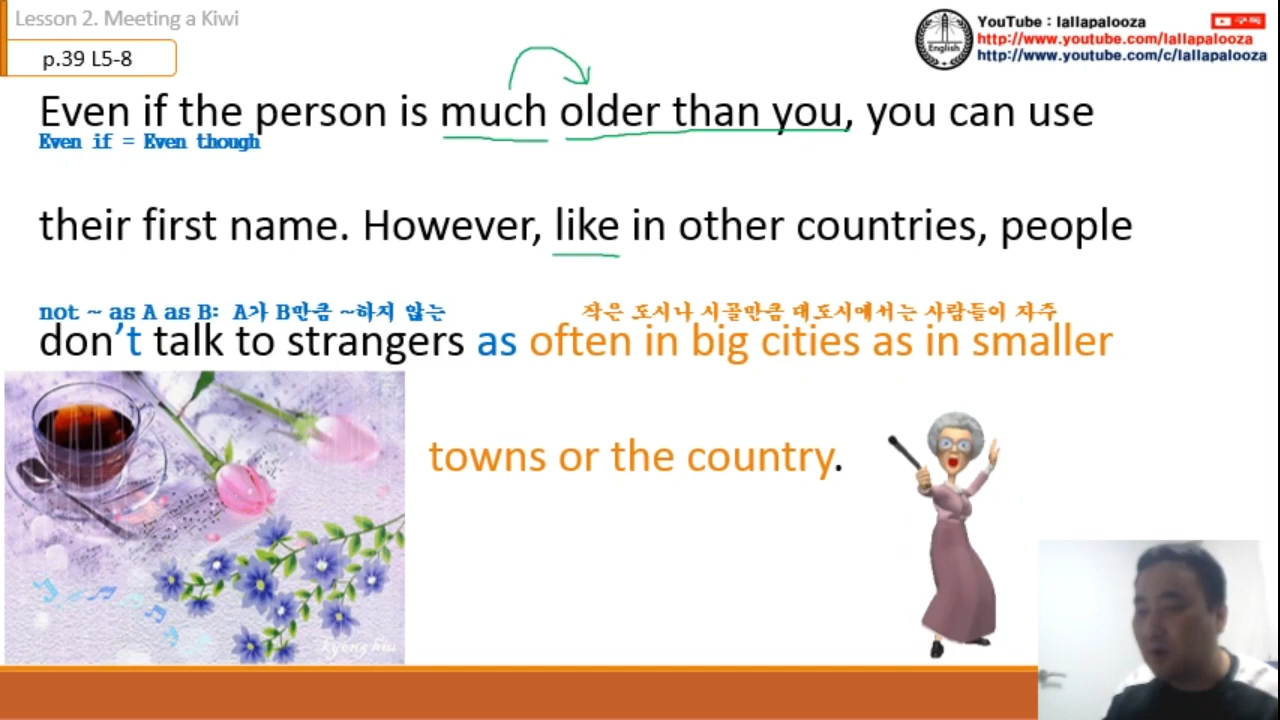 Lesson 2. Meeting a Kiwi
YouTube : lallapalooza
구독
http://www.youtube.com/lallapalooza
http://www.youtube.com/c/lallapalooza
English
p.39 L5-8
Even if the person is much older than you, you can use
Even if = Even though
their first name. However, like in other countries, people
not ~ as A as B: A가 B만큼 ~하지 않는
작은 도시나 시골만큼 대도시에서는 사람들이 자주
don't talk to strangers as often in big cities as in smaller
towns or the country.